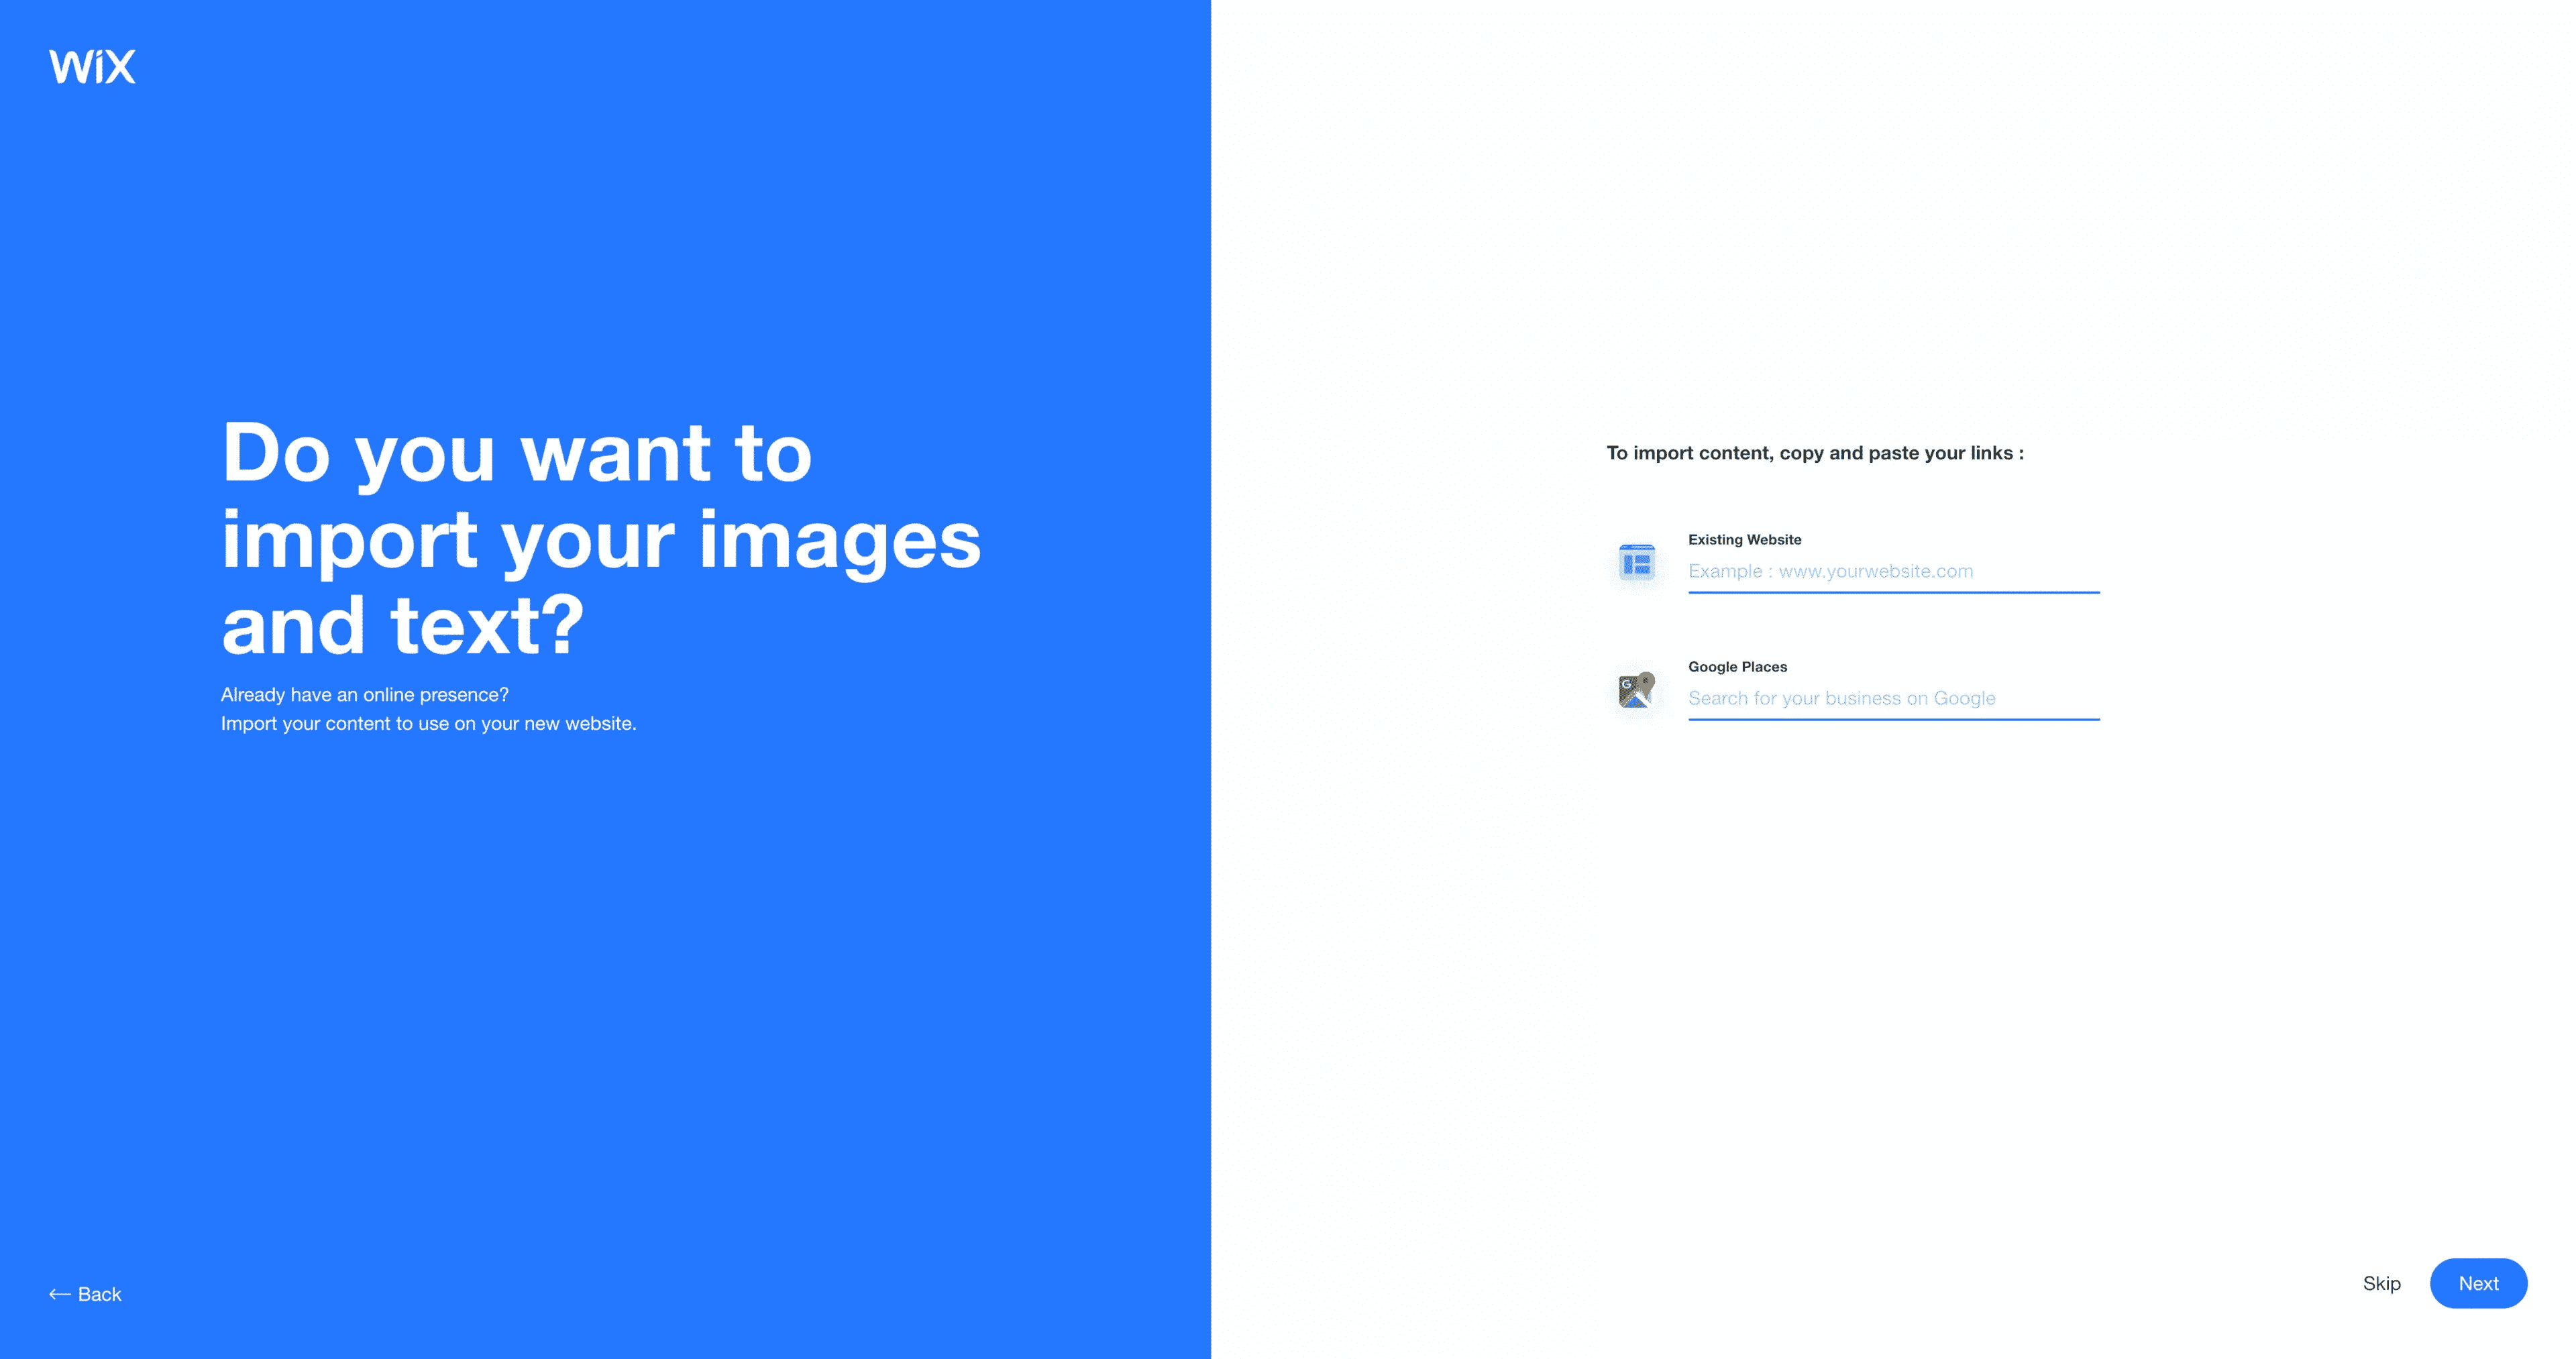 WiX
Do you want to
import your images
and text?
Already have an online presence?
Import your content to use on your new website.
← Back
To import content, copy and paste your links :
Existing Website
Example : www.yourwebsite.com
G
Google Places
Search for your business on Google
Skip
Next